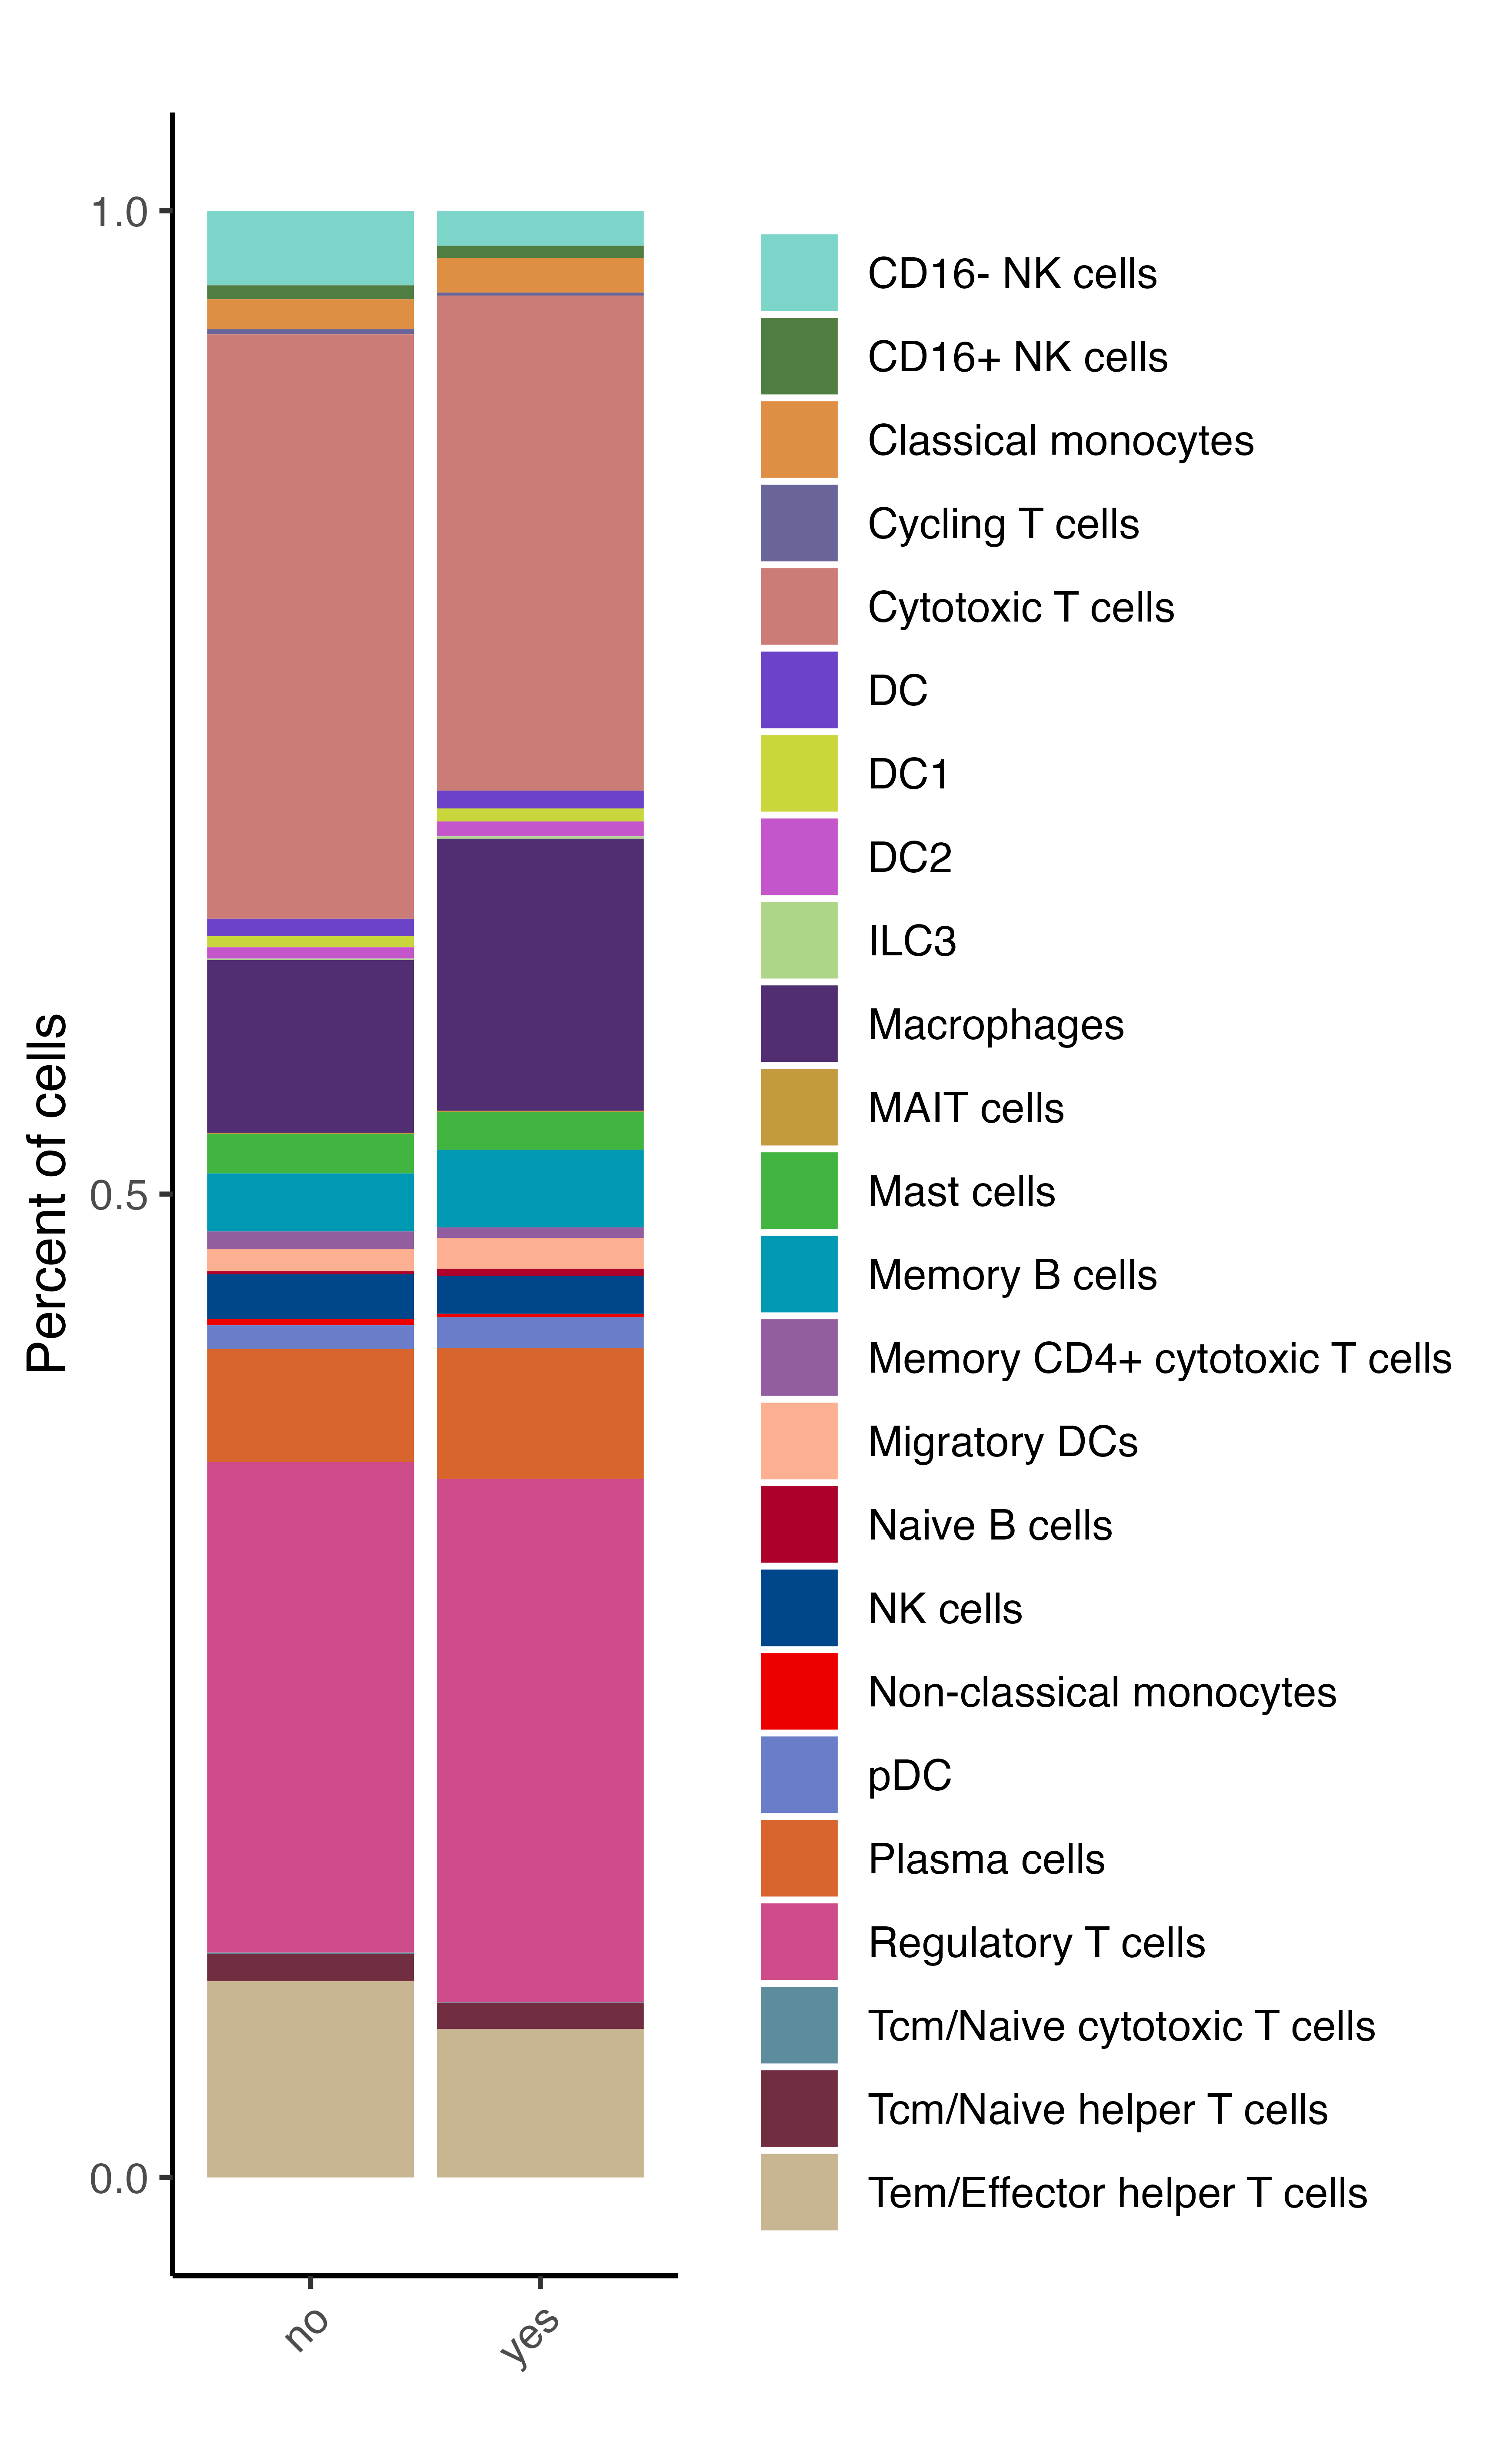 1.0
0.5
0.0
Percent of cells
no
yes
CD16- NK cells
CD16+ NK cells
Classical monocytes
Cycling T cells
Cytotoxic T cells
DC
DC1
DC2
ILC3
Macrophages
MAIT cells
Mast cells
Memory B cells
Memory CD4+ cytotoxic T cells
Migratory DCs
Naive B cells
NK cells
Non-classical monocytes
pDC
Plasma cells
Regulatory T cells
Tcm/Naive cytotoxic T cells
Tcm/Naive helper T cells
Tem/Effector helper T cells